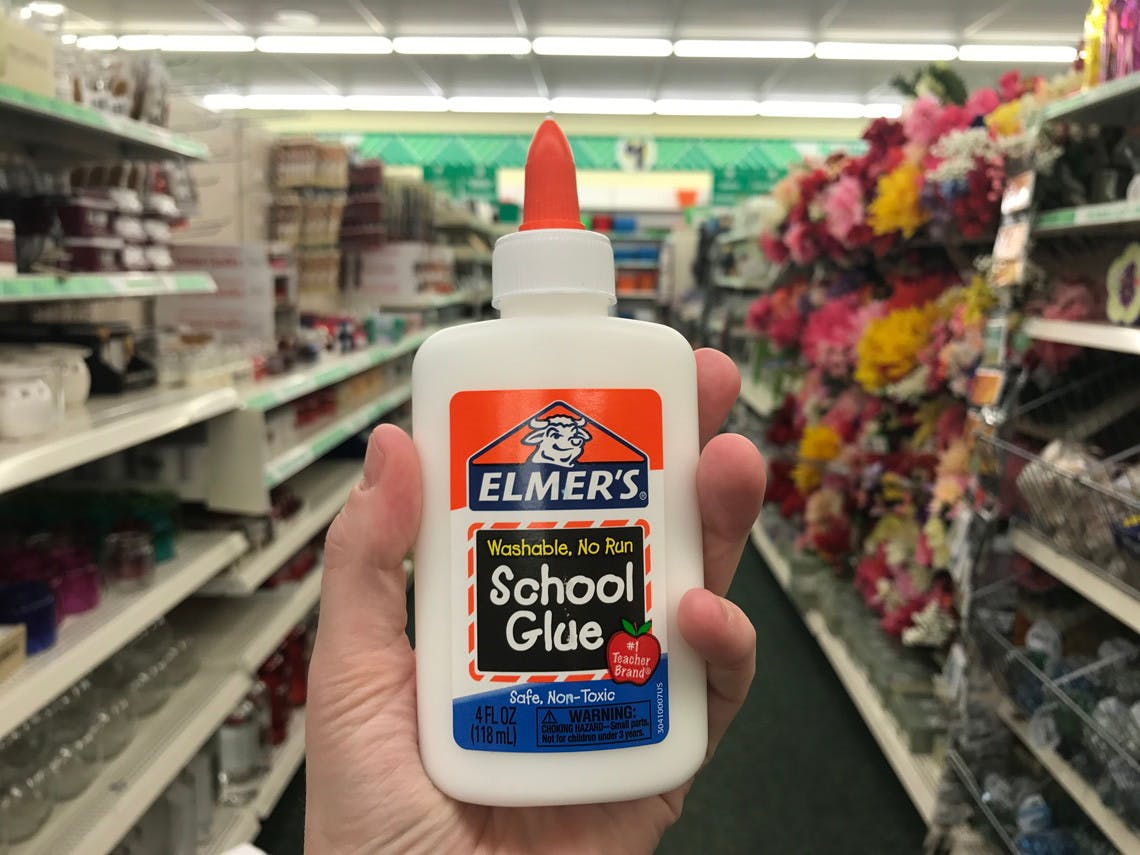 $1
ELMER'S®
Washable, No Run
School
Glue
#1
Teacher
Brand®
Safe, Non-Toxic
4 FL OZ
(118 mL)
WARNING:
CHOKING HAZARD—Small parts.
Not for children under 3 years.
30410007US